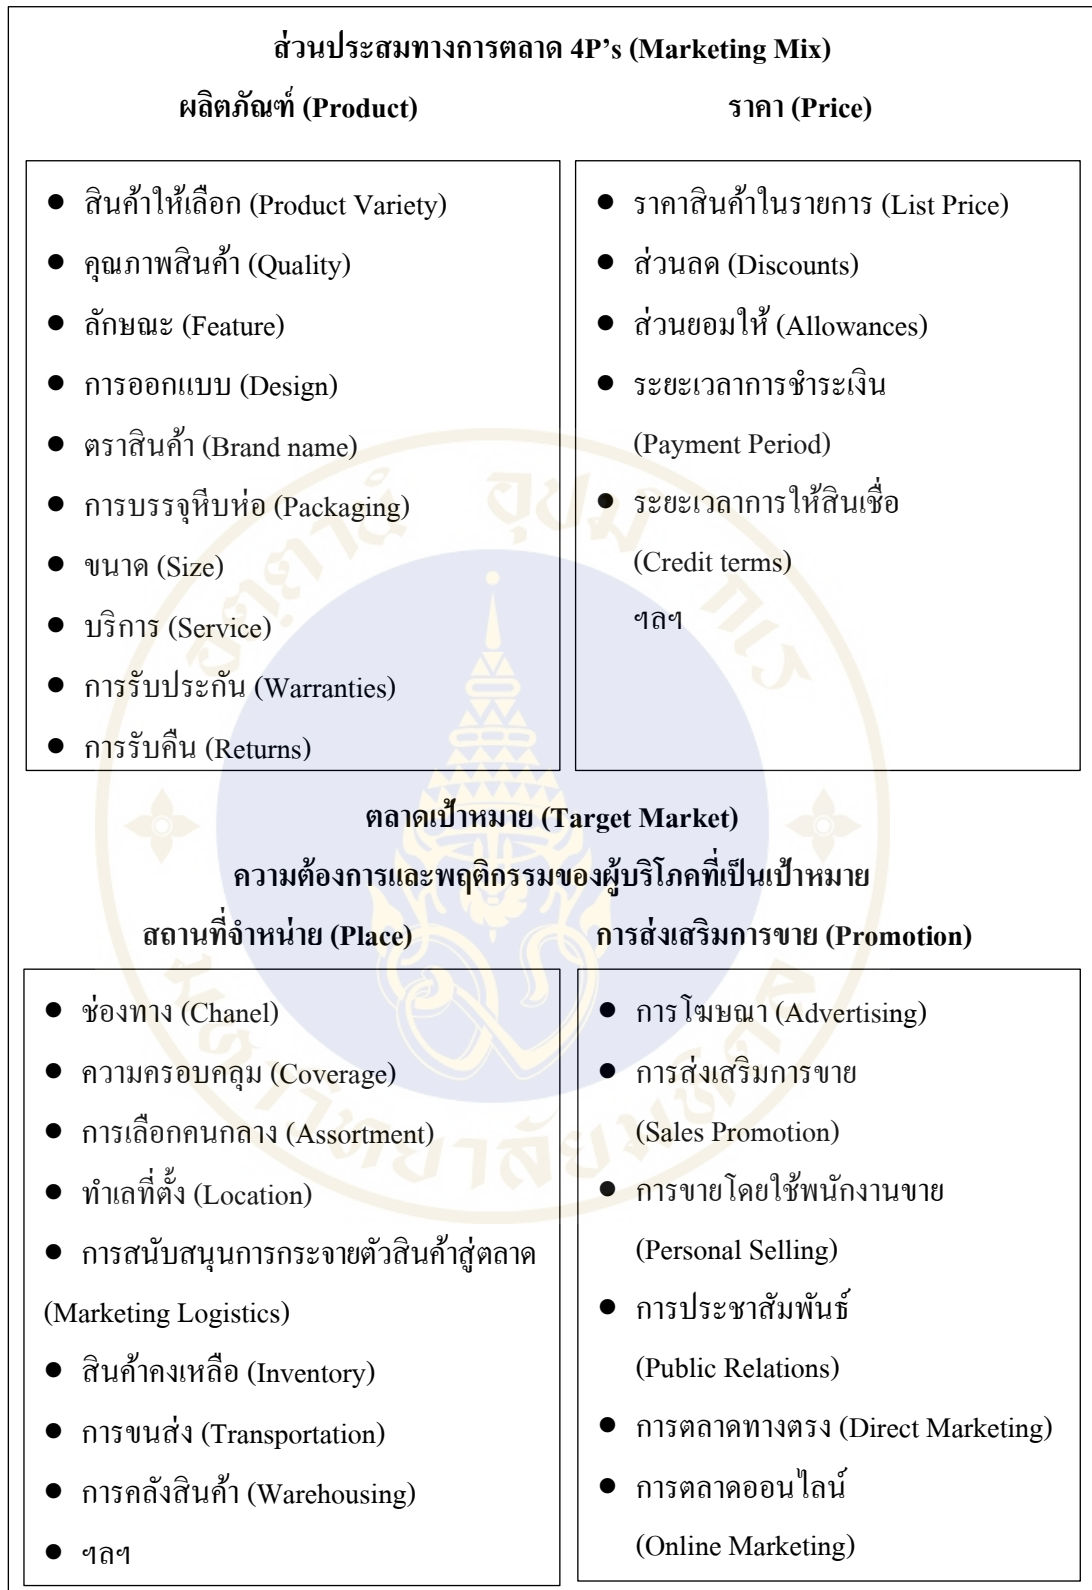 ส่วนประสมทางการตลาด 4P’s (Marketing Mix)
ผลิตภัณฑ์ (Product)
ราคา (Price)
● สินค้าให้เลือก (Product Variety)
● คุณภาพสินค้า (Quality)
● ลักษณะ (Feature)
● การออกแบบ (Design)
● ตราสินค้า (Brand name)
● การบรรจุหีบห่อ (Packaging)
● ขนาด (Size)
● บริการ (Service)
● การรับประกัน (Warranties)
● การรับคืน (Returns)
● ราคาสินค้าในรายการ (List Price)
● ส่วนลด (Discounts)
● ส่วนยอมให้ (Allowances)
● ระยะเวลาการชำระเงิน
(Payment Period)
● ระยะเวลาการให้สินเชื่อ
(Credit terms)
ฯลฯ
ตลาดเป้าหมาย (Target Market)
ความต้องการและพฤติกรรมของผู้บริโภคที่เป็นเป้าหมาย
สถานที่จำหน่าย (Place)
การส่งเสริมการขาย (Promotion)
● ช่องทาง (Chanel)
● ความครอบคลุม (Coverage)
● การเลือกคนกลาง (Assortment)
● ทำเลที่ตั้ง (Location)
● การสนับสนุนการกระจายตัวสินค้าสู่ตลาด
(Marketing Logistics)
● สินค้าคงเหลือ (Inventory)
● การขนส่ง (Transportation)
● การคลังสินค้า (Warehousing)
● ฯลฯ
● การโฆษณา (Advertising)
● การส่งเสริมการขาย
(Sales Promotion)
● การขายโดยใช้พนักงานขาย
(Personal Selling)
● การประชาสัมพันธ์
(Public Relations)
● การตลาดทางตรง (Direct Marketing)
● การตลาดออนไลน์
(Online Marketing)
อตฺตานํ อุปมํ กเร
มหาวิทยาลัยมหิดล